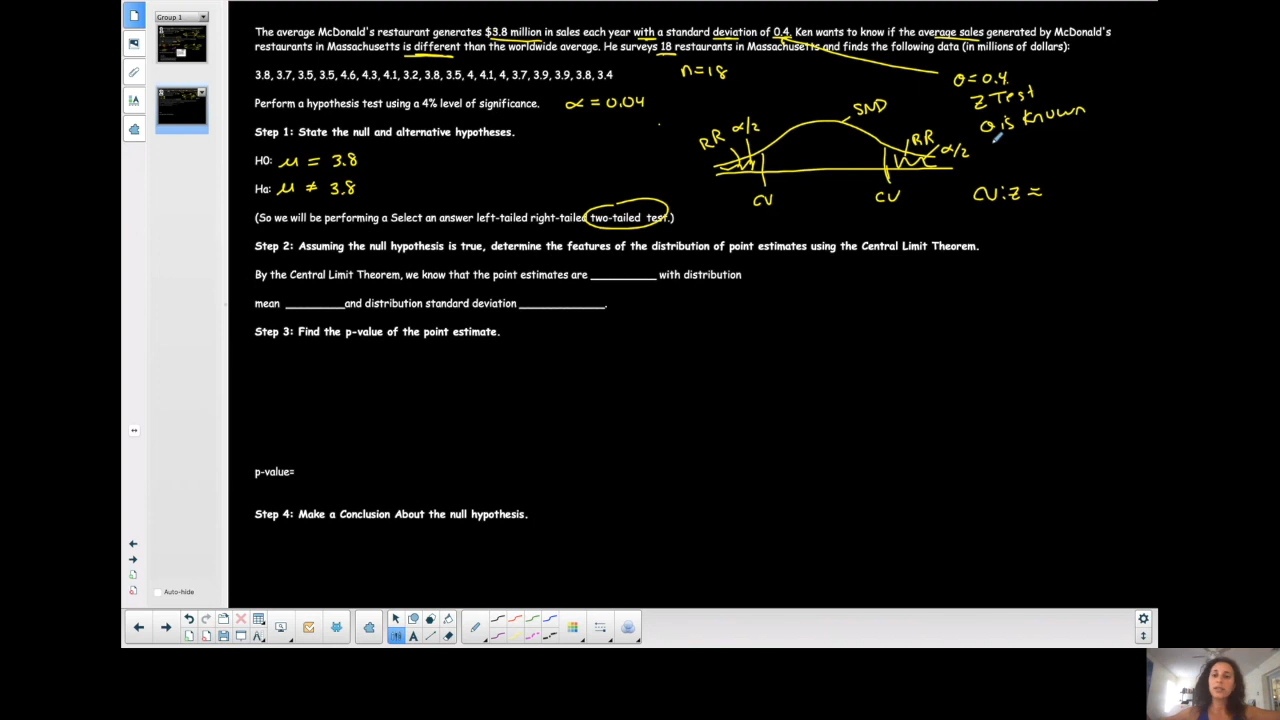 Group 1
The average McDonald's restaurant generates $3.8 million in sales each year with a standard deviation of 0.4. Ken wants to know if the average sales generated by McDonald's
restaurants in Massachusetts is different than the worldwide average. He surveys 18 restaurants in Massachusetts and finds the following data (in millions of dollars):
3.8, 3.7, 3.5, 3.5, 4.6, 4.3, 4.1, 3.2, 3.8, 3.5, 4, 4.1, 4, 3.7, 3.9, 3.9, 3.8, 3.4
n=18
σ = 0.4
Z Test
σ is known
Perform a hypothesis test using a 4% level of significance.
α = 0.04
SND
RR α/2
RR
α/2
Step 1: State the null and alternative hypotheses.
H0: μ = 3.8
Ha: μ ≠ 3.8
CV
CV
CV: z =
(So we will be performing a Select an answer left-tailed right-tailed two-tailed test.)
Step 2: Assuming the null hypothesis is true, determine the features of the distribution of point estimates using the Central Limit Theorem.
By the Central Limit Theorem, we know that the point estimates are __________ with distribution
mean _________and distribution standard deviation _____________.
Step 3: Find the p-value of the point estimate.
p-value=
Step 4: Make a Conclusion About the null hypothesis.
Auto-hide